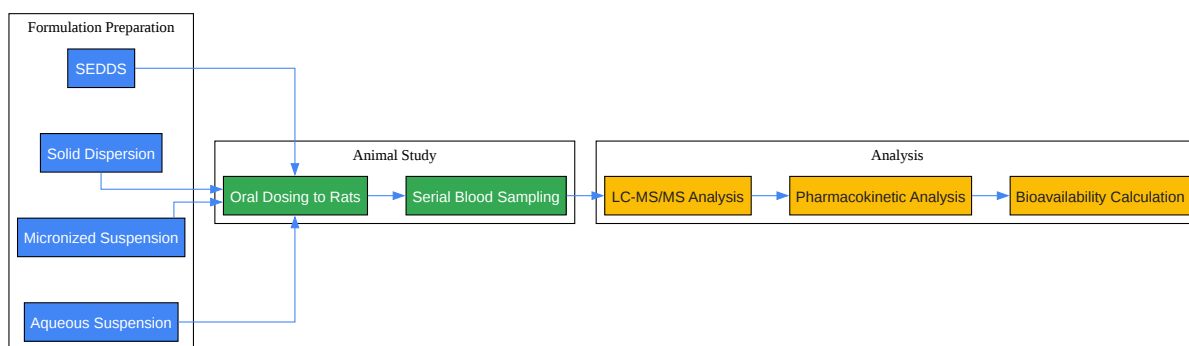 Formulation Preparation
SEDDS
Solid Dispersion
Micronized Suspension
Aqueous Suspension
Animal Study
Oral Dosing to Rats
Serial Blood Sampling
Analysis
LC-MS/MS Analysis
Pharmacokinetic Analysis
Bioavailability Calculation